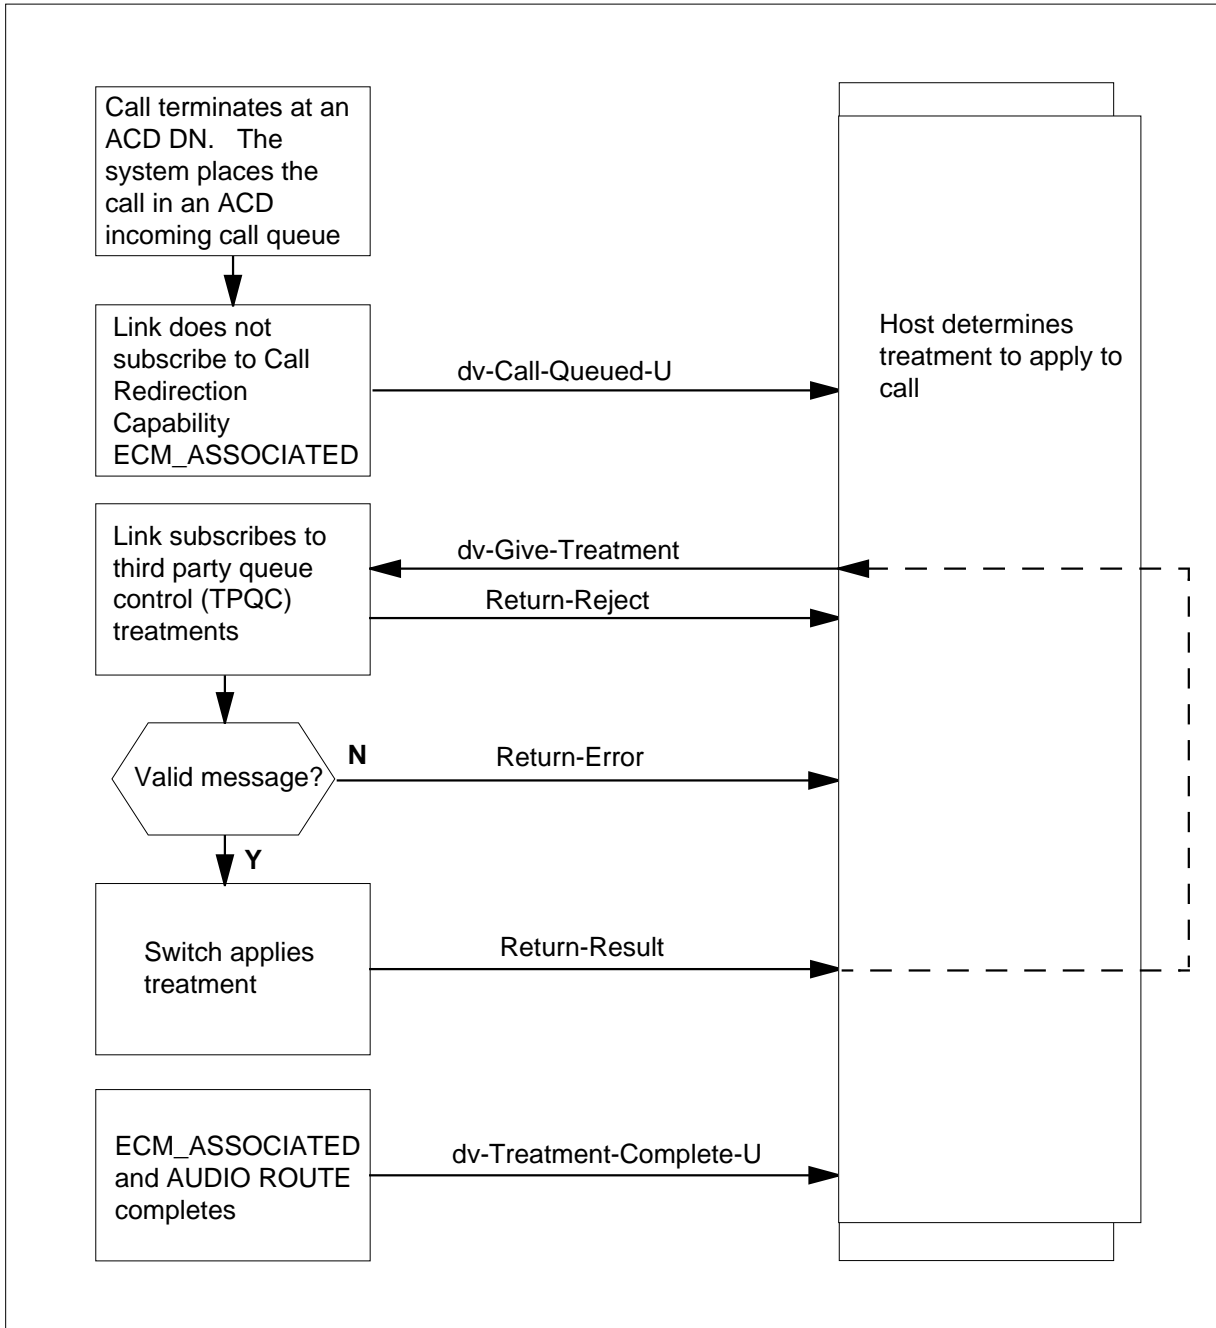 Call terminates at an
ACD DN.   The
system places the
call in an ACD
incoming call queue
Link does not
subscribe to Call
Redirection
Capability
ECM_ASSOCIATED
dv-Call-Queued-U
Host determines
treatment to apply to
call
Link subscribes to
third party queue
control (TPQC)
treatments
dv-Give-Treatment
Return-Reject
Valid message?
N
Return-Error
Y
Switch applies
treatment
Return-Result
ECM_ASSOCIATED
and AUDIO ROUTE
completes
dv-Treatment-Complete-U